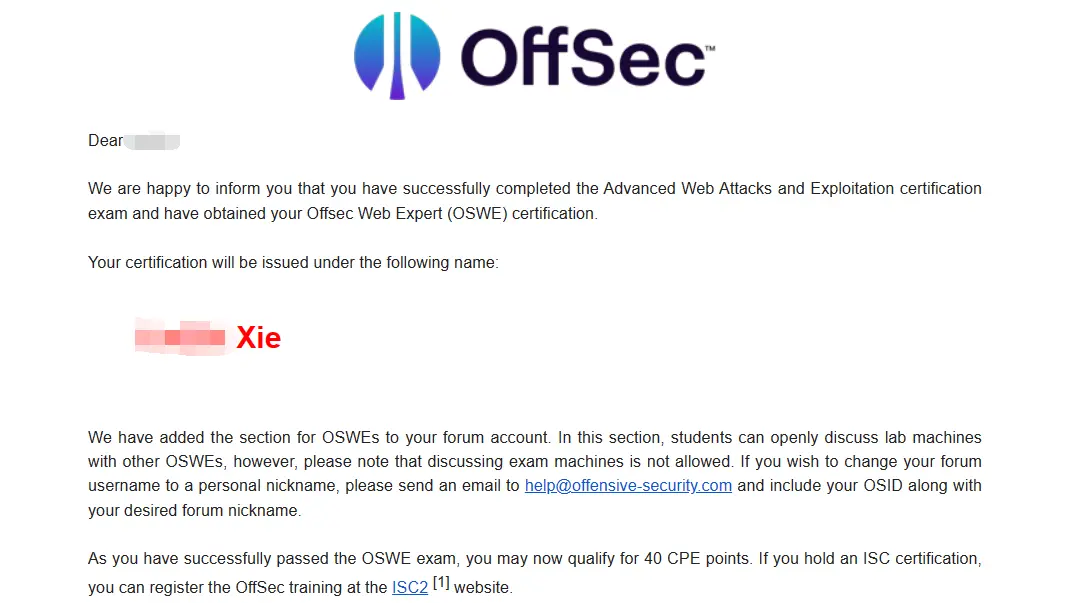 OffSec™
Dear
We are happy to inform you that you have successfully completed the Advanced Web Attacks and Exploitation certification
exam and have obtained your Offsec Web Expert (OSWE) certification.
Your certification will be issued under the following name:
Xie
We have added the section for OSWEs to your forum account. In this section, students can openly discuss lab machines
with other OSWEs, however, please note that discussing exam machines is not allowed. If you wish to change your forum
username to a personal nickname, please send an email to help@offensive-security.com and include your OSID along with
your desired forum nickname.
As you have successfully passed the OSWE exam, you may now qualify for 40 CPE points. If you hold an ISC certification,
you can register the OffSec training at the ISC2 [1] website.